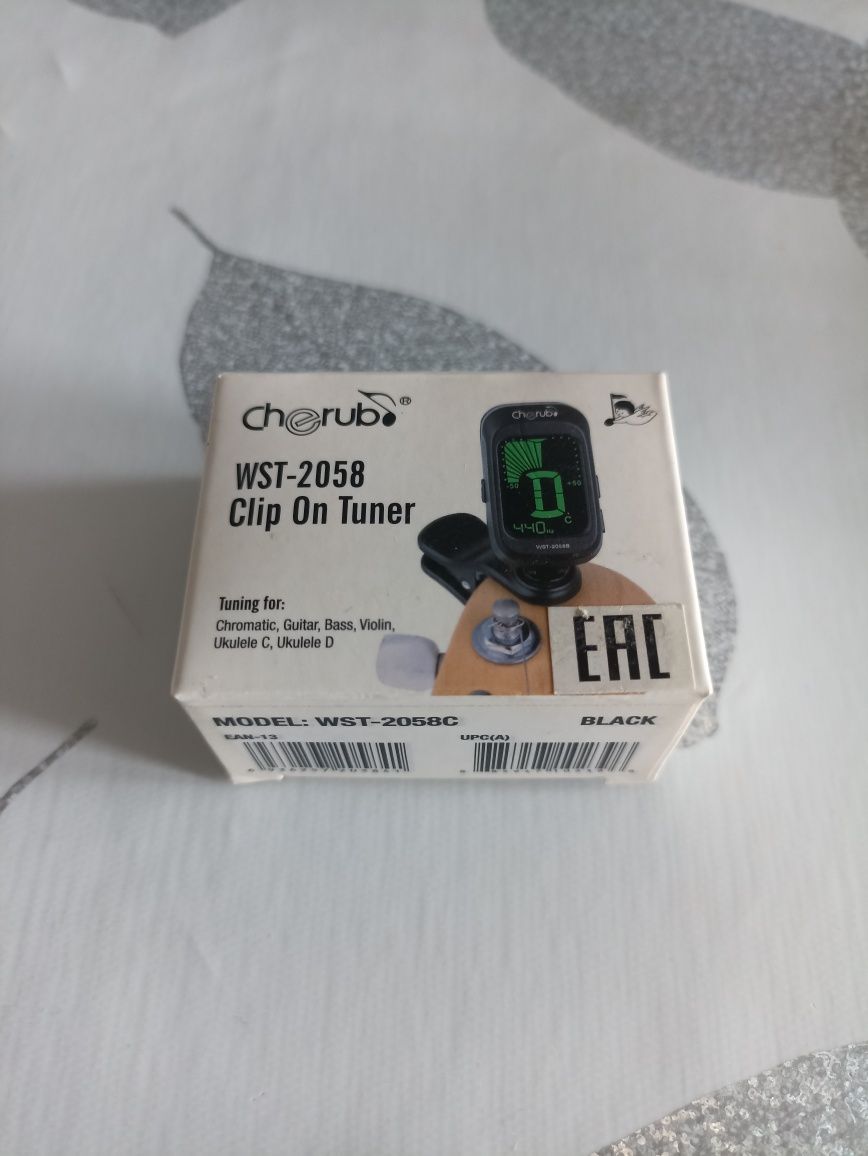 Cherub®
WST-2058
Clip On Tuner
Tuning for:
Chromatic, Guitar, Bass, Violin,
Ukulele C, Ukulele D
Cherub
-50
+50
D
C
440Hz
WST-2058B
EAC
MODEL: WST-2058C
BLACK
EAN-13
UPC(A)